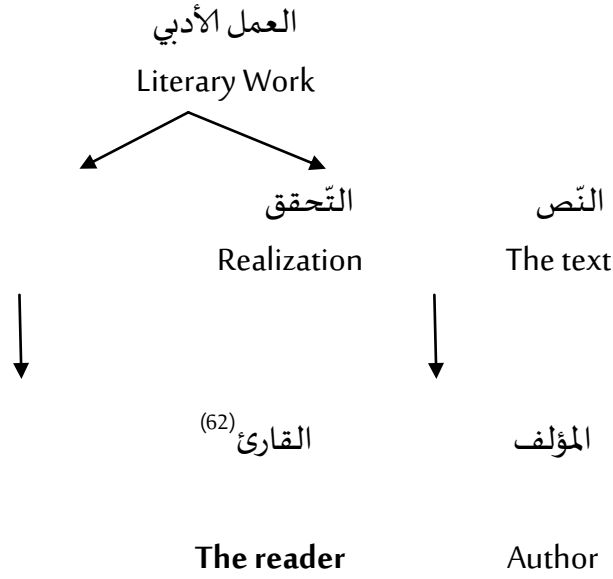 العمل الأدبي
Literary Work
النّص التّحقق
Realization The text
المؤلف القارئ(62)
The reader Author